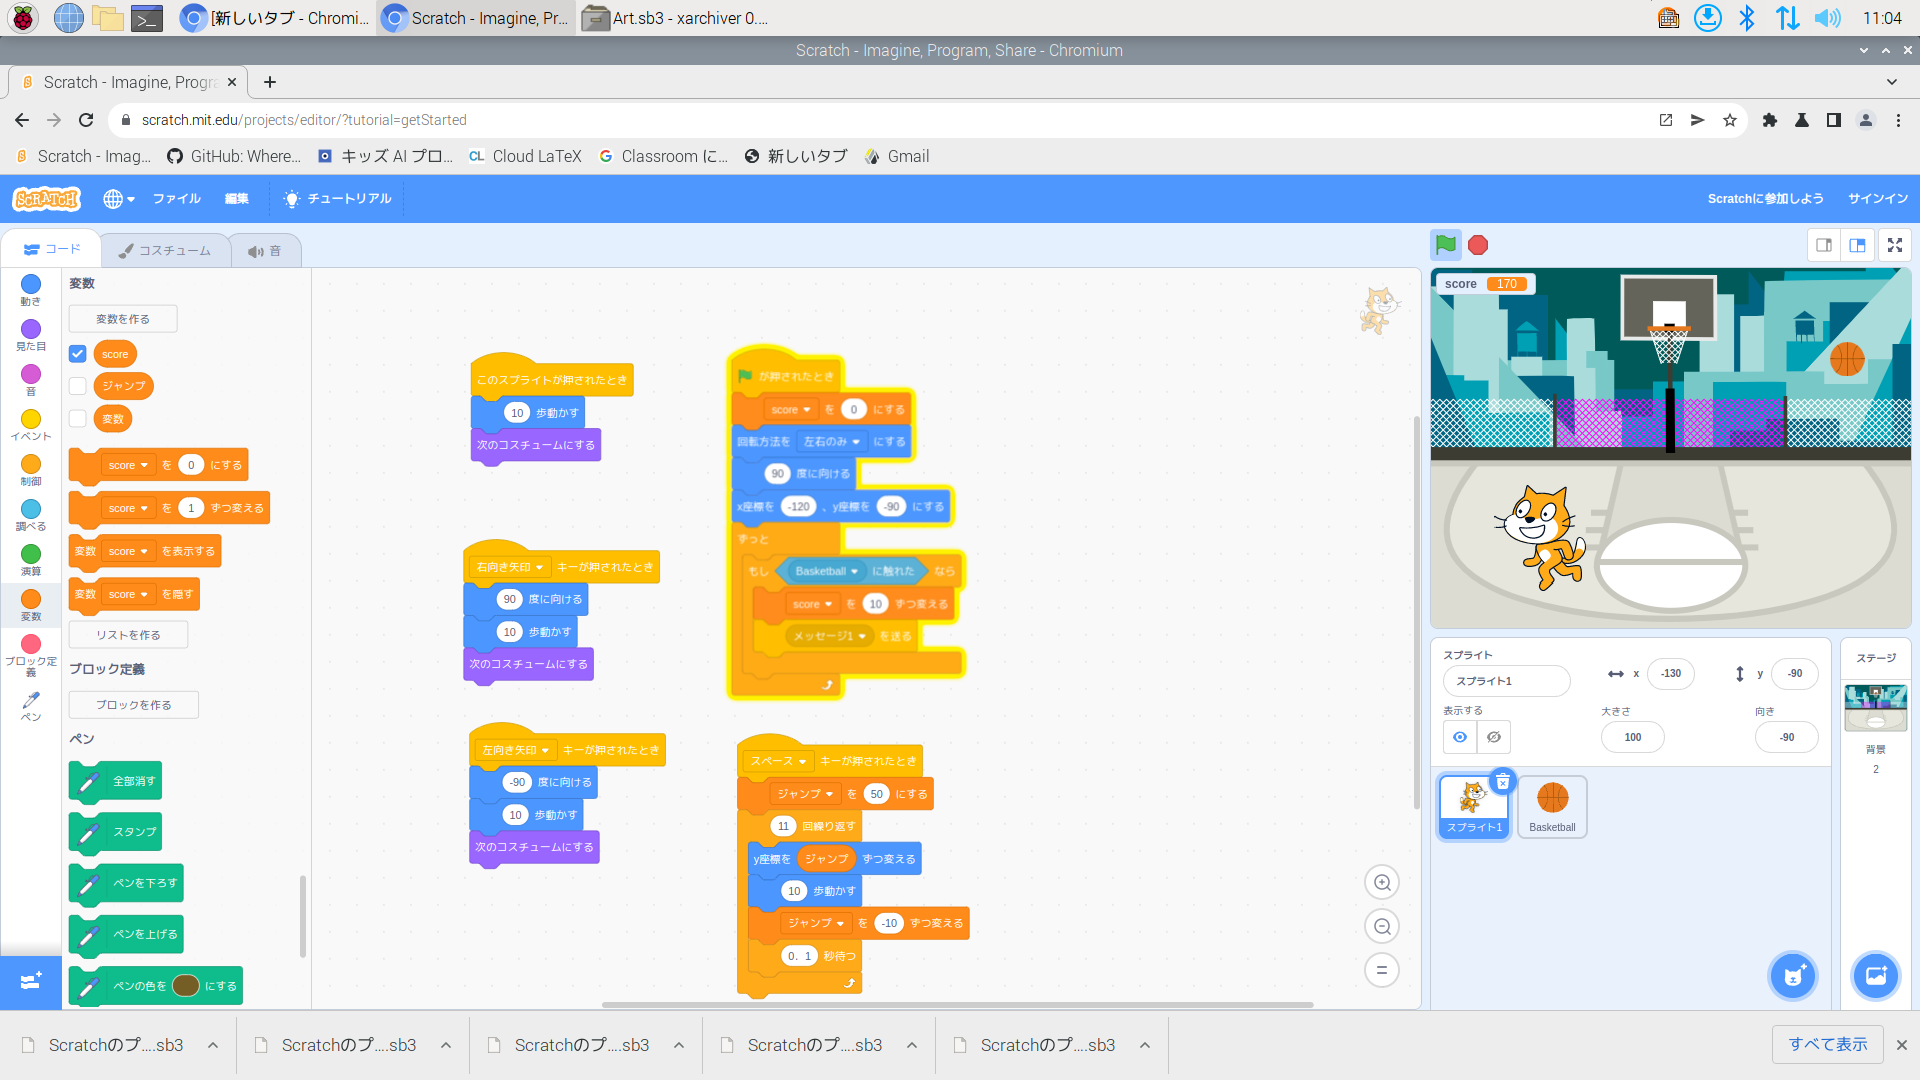 [新しいタブ - Chromi...
Scratch - Imagine, Pr...
Art.sb3 - xarchiver 0....
11:04
Scratch - Imagine, Program, Share - Chromium
Scratch - Imagine, Progra
scratch.mit.edu/projects/editor/?tutorial=getStarted
Scratch - Imag...
GitHub: Where...
キッズ AI プロ...
CL Cloud LaTeX
Classroom に...
新しいタブ
Gmail
SCRATCH
ファイル
編集
チュートリアル
Scratchに参加しよう
サインイン
コード
コスチューム
音
動き
見た目
音
イベント
制御
調べる
演算
変数
ブロック定義
ペン
変数
変数を作る
score
ジャンプ
変数
score を 0 にする
score を 1 ずつ変える
変数 score を表示する
変数 score を隠す
リストを作る
ブロック定義
ブロックを作る
ペン
全部消す
スタンプ
ペンを下ろす
ペンを上げる
ペンの色を にする
このスプライトが押されたとき
10 歩動かす
次のコスチュームにする
右向き矢印 キーが押されたとき
90 度に向ける
10 歩動かす
次のコスチュームにする
左向き矢印 キーが押されたとき
-90 度に向ける
10 歩動かす
次のコスチュームにする
が押されたとき
score を 0 にする
回転方法を 左右のみ にする
90 度に向ける
x座標を -120 、y座標を -90 にする
ずっと
もし Basketball に触れた なら
score を 10 ずつ変える
メッセージ1 を送る
スペース キーが押されたとき
ジャンプ を 50 にする
11 回繰り返す
y座標を ジャンプ ずつ変える
10 歩動かす
ジャンプ を -10 ずつ変える
0. 1 秒待つ
score 170
スプライト
スプライト1
x -130
y -90
表示する
大きさ
100
向き
-90
スプライト1
Basketball
ステージ
背景
2
Scratchのプ....sb3
Scratchのプ....sb3
Scratchのプ....sb3
Scratchのプ....sb3
Scratchのプ....sb3
すべて表示